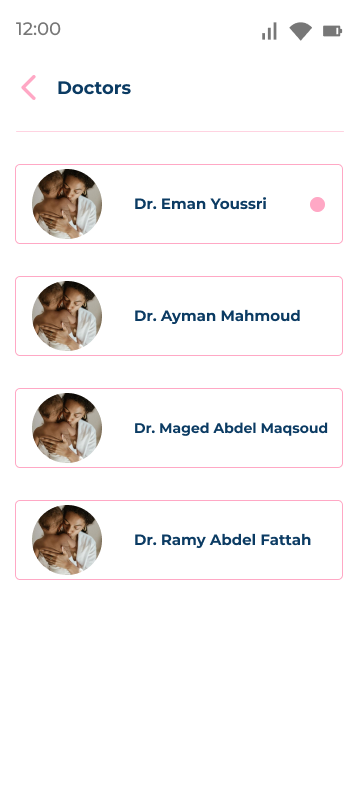 12:00
Doctors
Dr. Eman Youssri
Dr. Ayman Mahmoud
Dr. Maged Abdel Maqsoud
Dr. Ramy Abdel Fattah